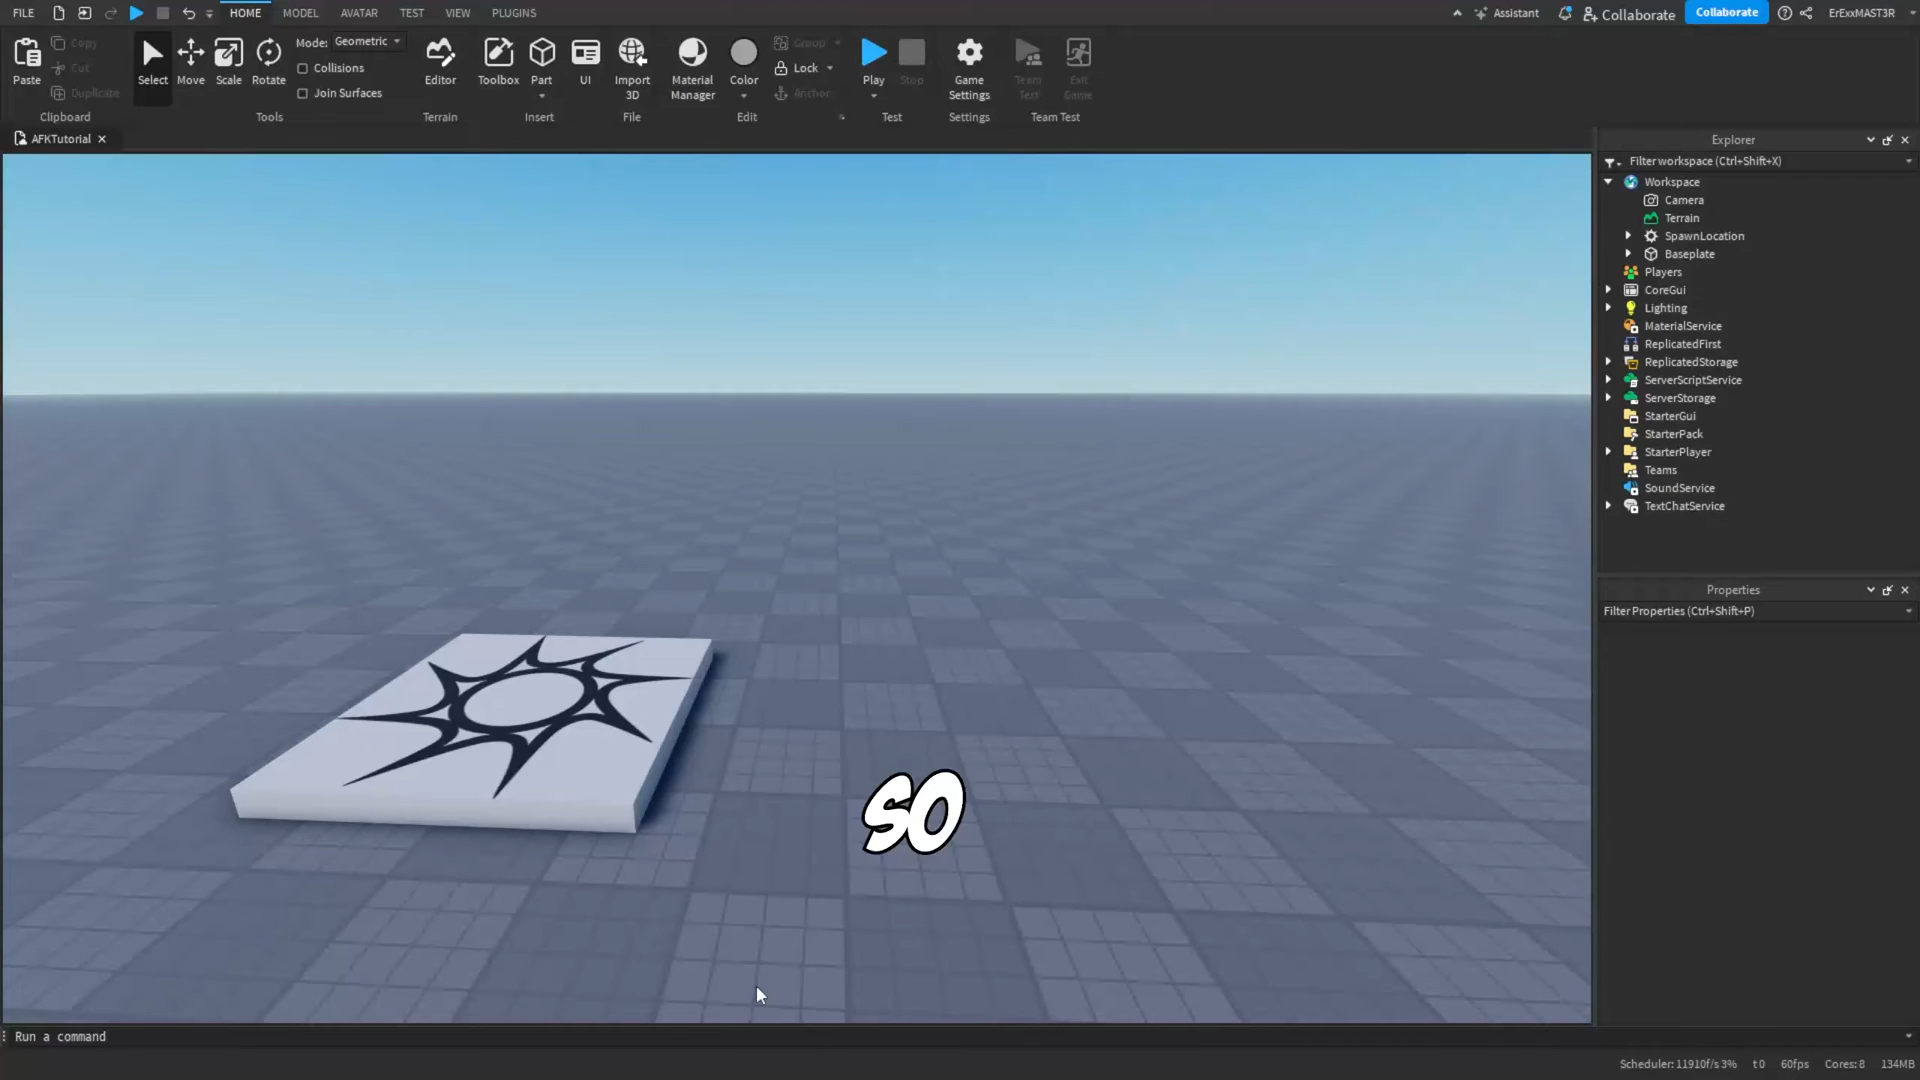 FILE HOME MODEL AVATAR TEST VIEW PLUGINS Assistant Collaborate Collaborate ErExxMAST3R
Paste
Copy
Cut
Duplicate
Clipboard
Select Move Scale Rotate
Mode: Geometric
Collisions
Join Surfaces
Tools
Editor
Terrain
Toolbox Part UI
Insert
Import
3D
File
Material
Manager
Color
Group
Lock
Anchor
Edit
Play Stop
Test
Game
Settings
Settings
Team
Test
Exit
Game
Team Test
AFKTutorial
Explorer
Filter workspace (Ctrl+Shift+X)
Workspace
Camera
Terrain
SpawnLocation
Baseplate
Players
CoreGui
Lighting
MaterialService
ReplicatedFirst
ReplicatedStorage
ServerScriptService
ServerStorage
StarterGui
StarterPack
StarterPlayer
Teams
SoundService
TextChatService
Properties
Filter Properties (Ctrl+Shift+P)
SO
Run a command
Scheduler: 11910f/s 3% t 0 60fps Cores: 8 134MB